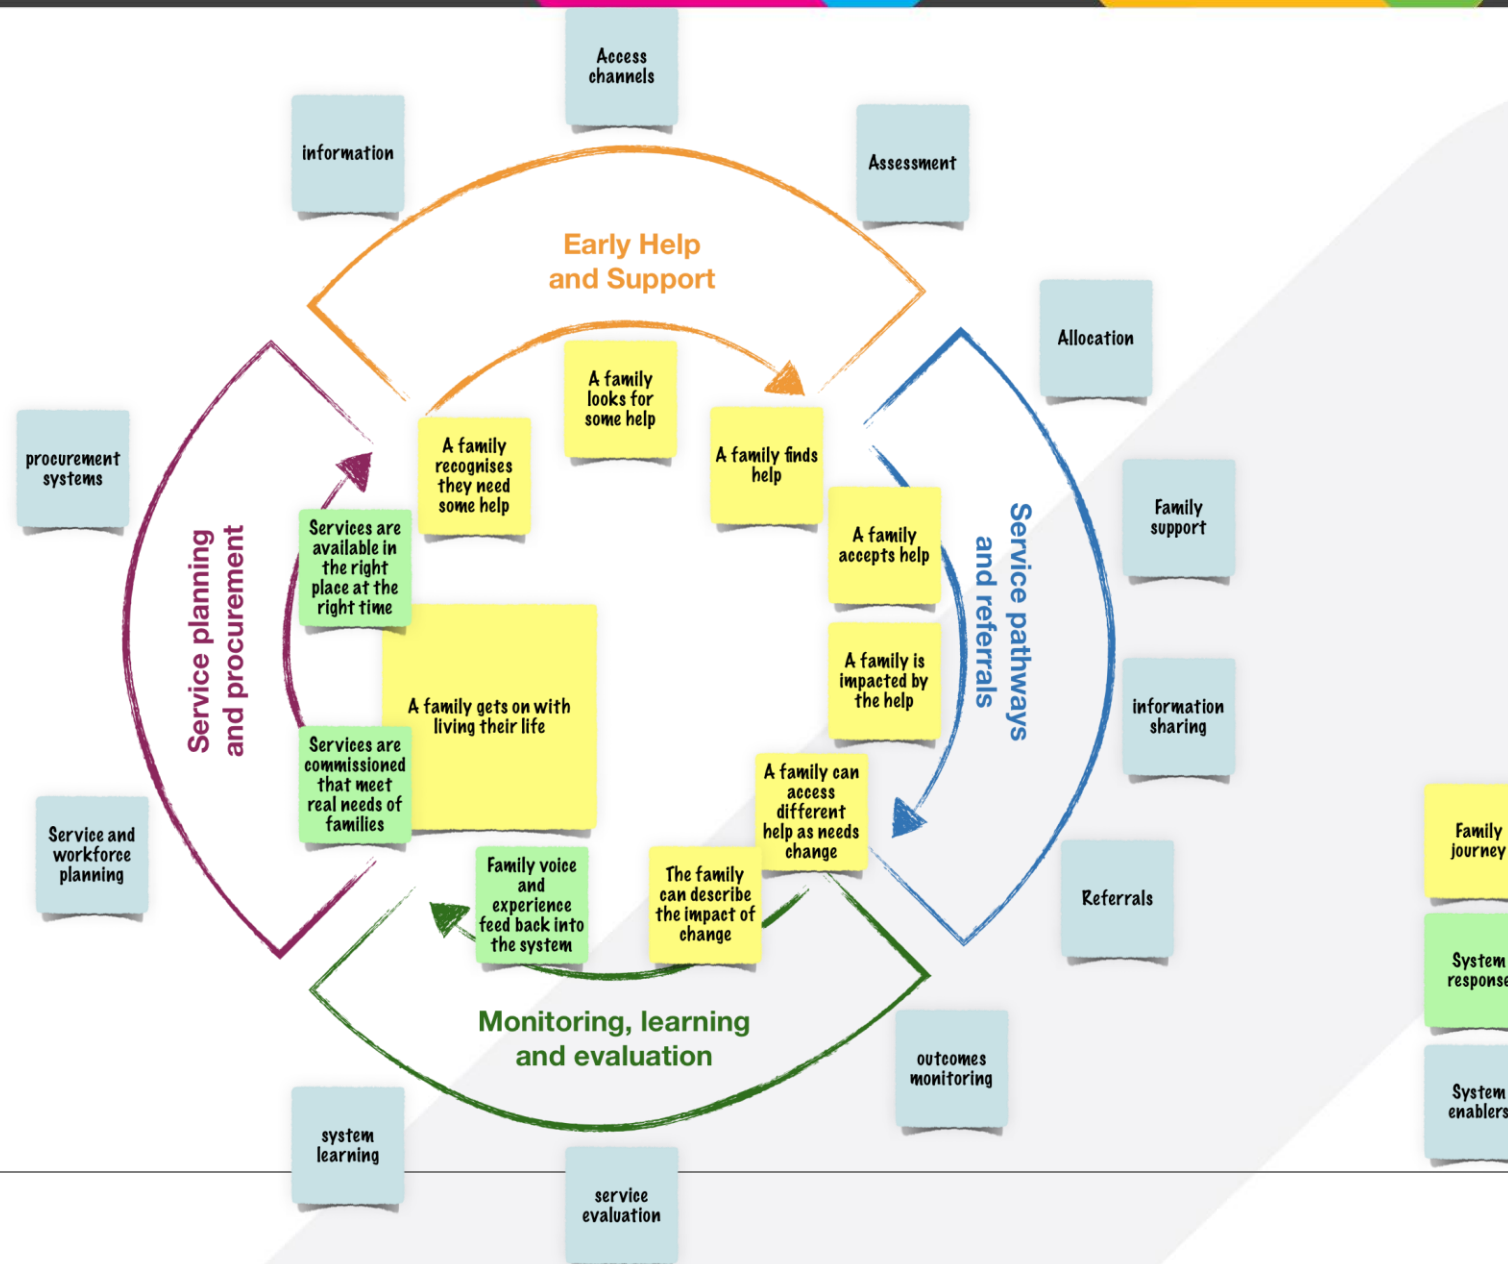 Access
channels
information
Assessment
Early Help
and Support
Allocation
A family
looks for
some help
A family
recognises
they need
some help
A family finds
help
procurement
systems
Services are
available in
the right
place at the
right time
A family
accepts help
Service pathways
and referrals
Family
support
Service planning
and procurement
A family gets on with
living their life
A family is
impacted by
the help
information
sharing
Services are
commissioned
that meet
real needs of
families
A family can
access
different
help as needs
change
Service and
workforce
planning
Family voice
and
experience
feed back into
the system
The family
can describe
the impact of
change
Referrals
Family
journey
System
response
System
enablers
Monitoring, learning
and evaluation
outcomes
monitoring
system
learning
service
evaluation